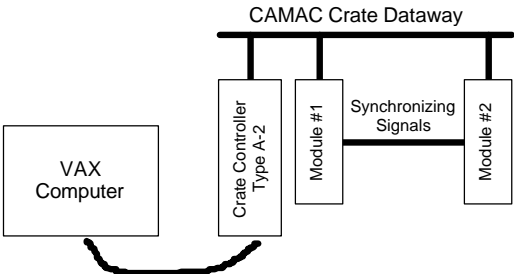 CAMAC Crate Dataway
Crate Controller
Type A-2
Module #1
Synchronizing
Signals
Module #2
VAX
Computer